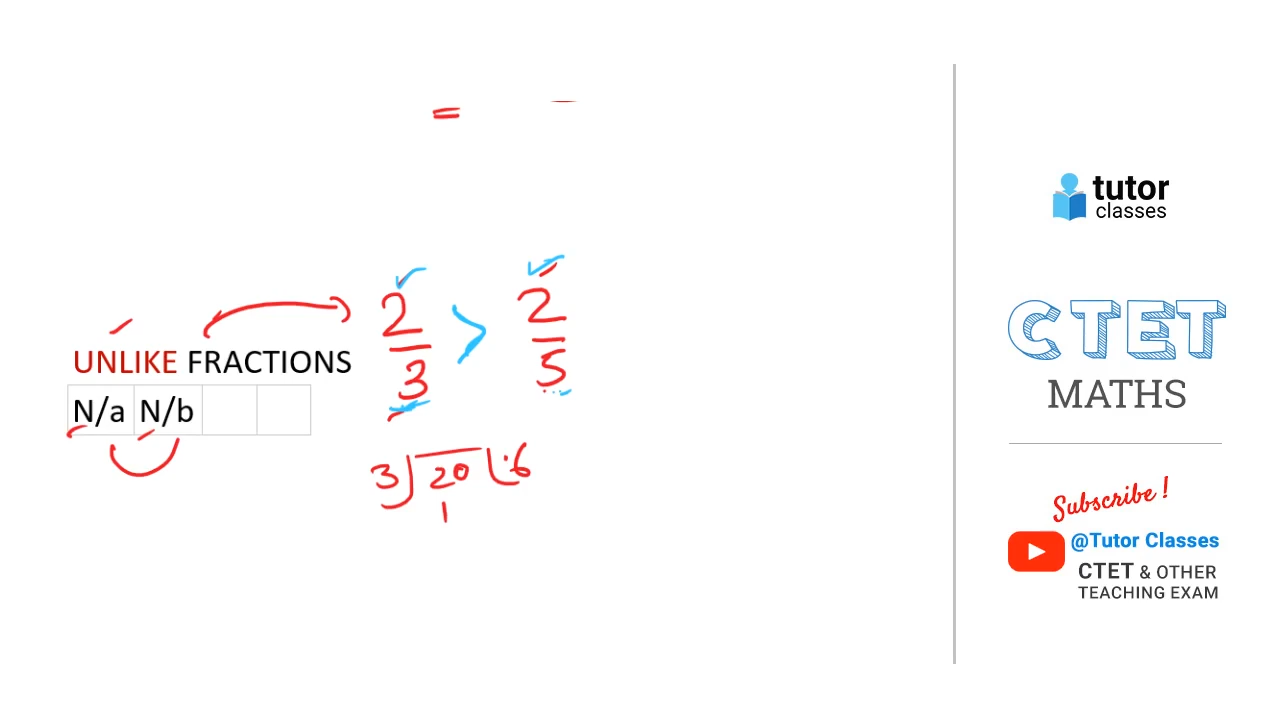 =
2/3 > 2/5
UNLIKE FRACTIONS
N/a N/b
3)20(.6
1
tutor
classes
CTET
MATHS
Subscribe !
@Tutor Classes
CTET & OTHER
TEACHING EXAM